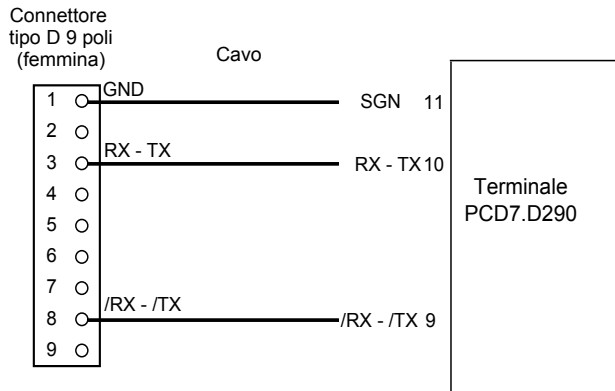 Connettore
tipo D 9 poli
(femmina)
Cavo
1 GND SGN 11
2
3 RX - TX RX - TX 10
4
5
6
7
8 /RX - /TX /RX - /TX 9
9
Terminale
PCD7.D290